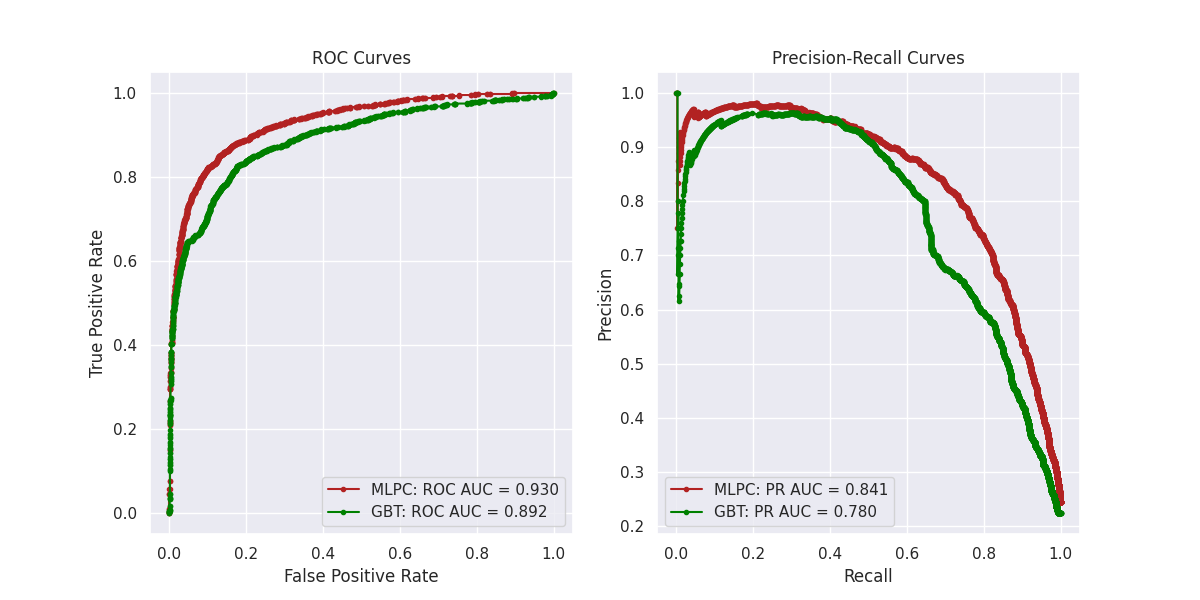 ROC Curves
1.0
0.8
0.6
0.4
0.2
0.0
True Positive Rate
MLPC: ROC AUC = 0.930
GBT: ROC AUC = 0.892
0.0 0.2 0.4 0.6 0.8 1.0
False Positive Rate
Precision-Recall Curves
1.0
0.9
0.8
0.7
0.6
0.5
0.4
0.3
0.2
Precision
MLPC: PR AUC = 0.841
GBT: PR AUC = 0.780
0.0 0.2 0.4 0.6 0.8 1.0
Recall